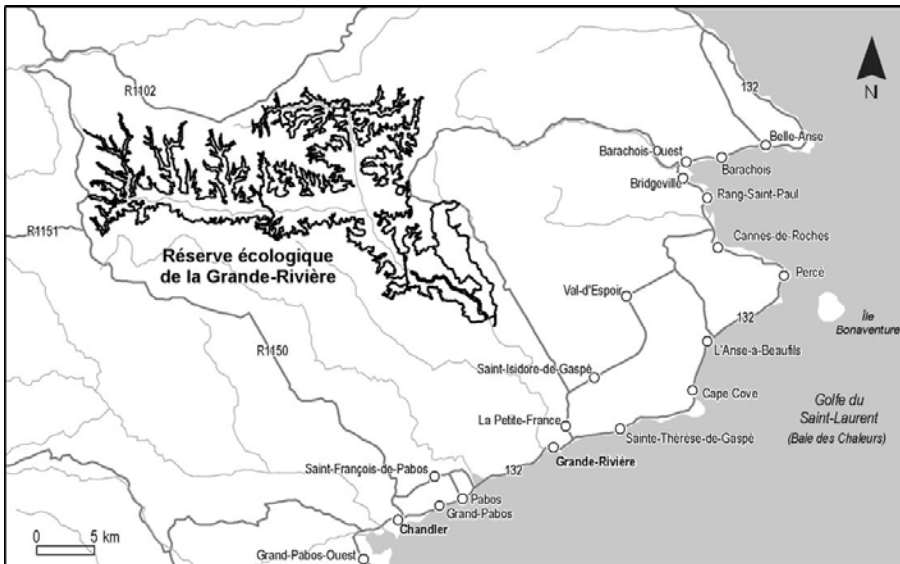 R1102
132
N
Belle-Anse
Barachois-Ouest
Barachois
Bridgeville
Rang-Saint-Paul
R1151
Réserve écologique
de la Grande-Rivière
Cannes-de-Roches
Percé
Val-d'Espoir
132
Île
Bonaventure
R1150
L'Anse-à-Beaufils
Saint-Isidore-de-Gaspé
Cape Cove
Golfe du
Saint-Laurent
(Baie des Chaleurs)
La Petite-France
Sainte-Thérèse-de-Gaspé
Grande-Rivière
Saint-François-de-Pabos
132
Pabos
Grand-Pabos
Chandler
0 5 km
Grand-Pabos-Ouest